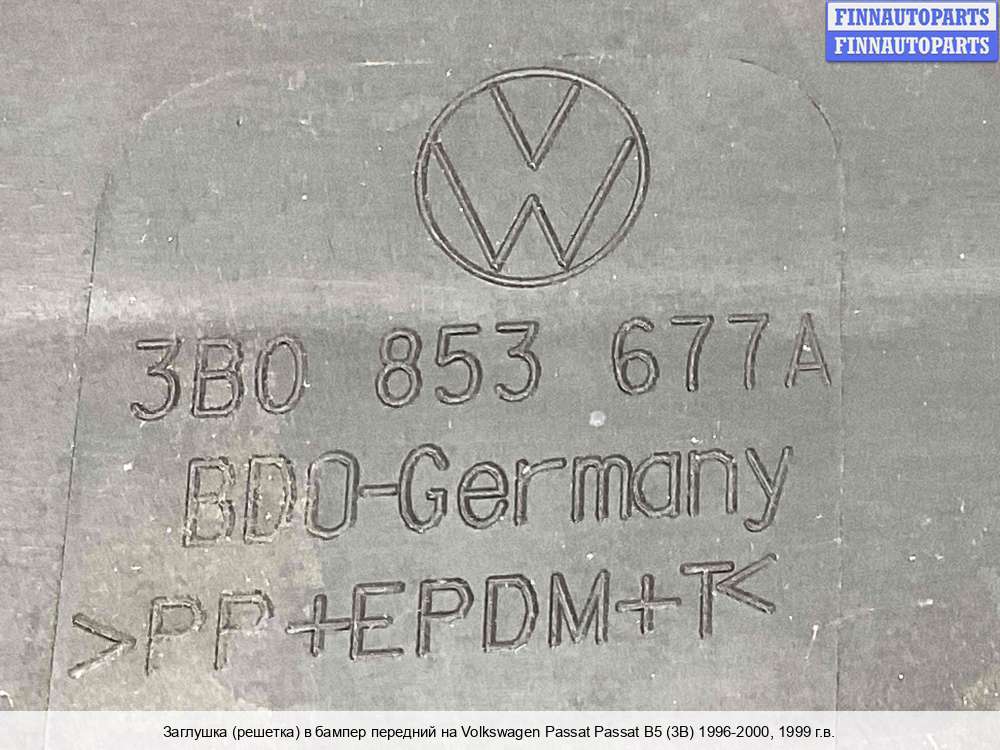 FINNAUTOPARTS
FINNAUTOPARTS
3B0 853 677A
BDO-Germany
>PP+EPDM+T<
Заглушка (решетка) в бампер передний на Volkswagen Passat Passat B5 (3B) 1996-2000, 1999 г.в.